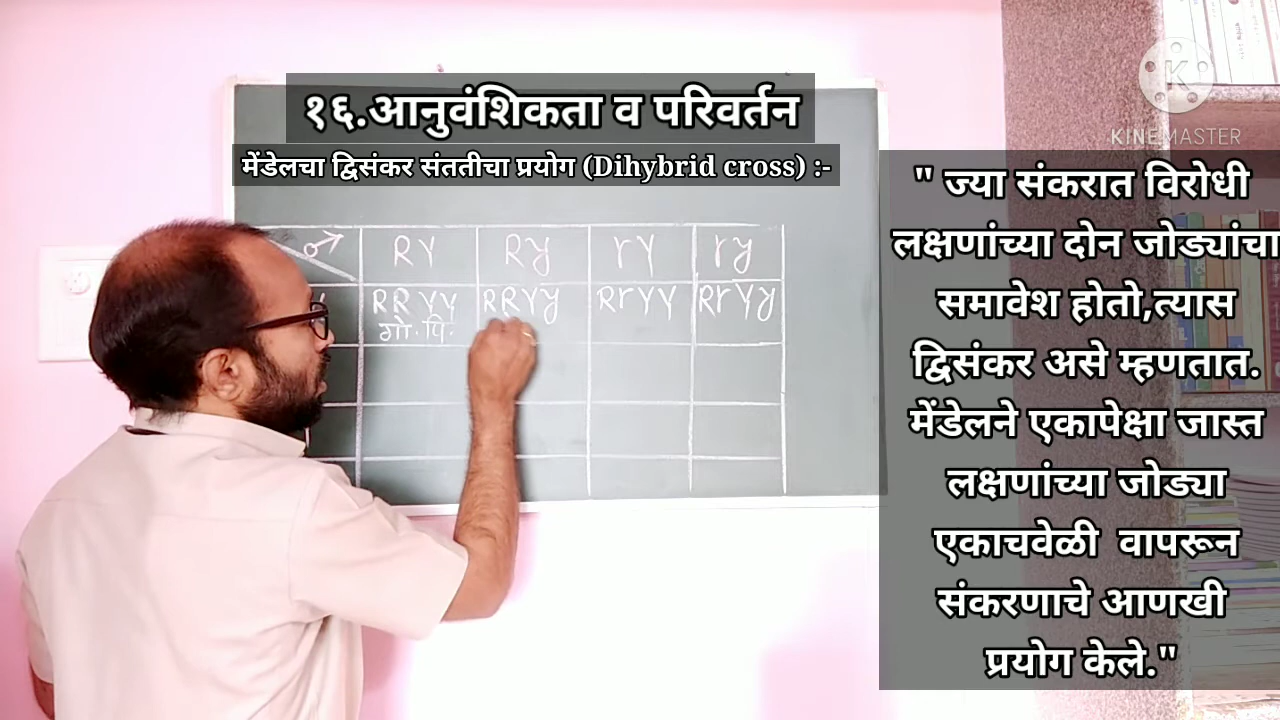 KINEMASTER
१६.आनुवंशिकता व परिवर्तन
मेंडेलचा द्विसंकर संततीचा प्रयोग (Dihybrid cross) :-
" ज्या संकरात विरोधी
लक्षणांच्या दोन जोड्यांचा
समावेश होतो,त्यास
द्विसंकर असे म्हणतात.
मेंडेलने एकापेक्षा जास्त
लक्षणांच्या जोड्या
एकाचवेळी वापरून
संकरणाचे आणखी
प्रयोग केले."
♂ RY Ry rY ry
RRYY RRYy RrYY RrYy
गो. पि.